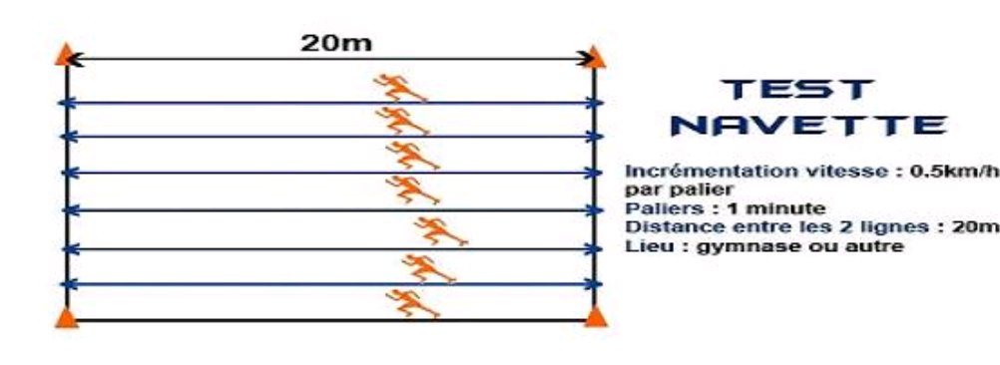 20m
TEST
NAVETTE
Incrémentation vitesse : 0.5km/h
par palier
Paliers : 1 minute
Distance entre les 2 lignes : 20m
Lieu : gymnase ou autre